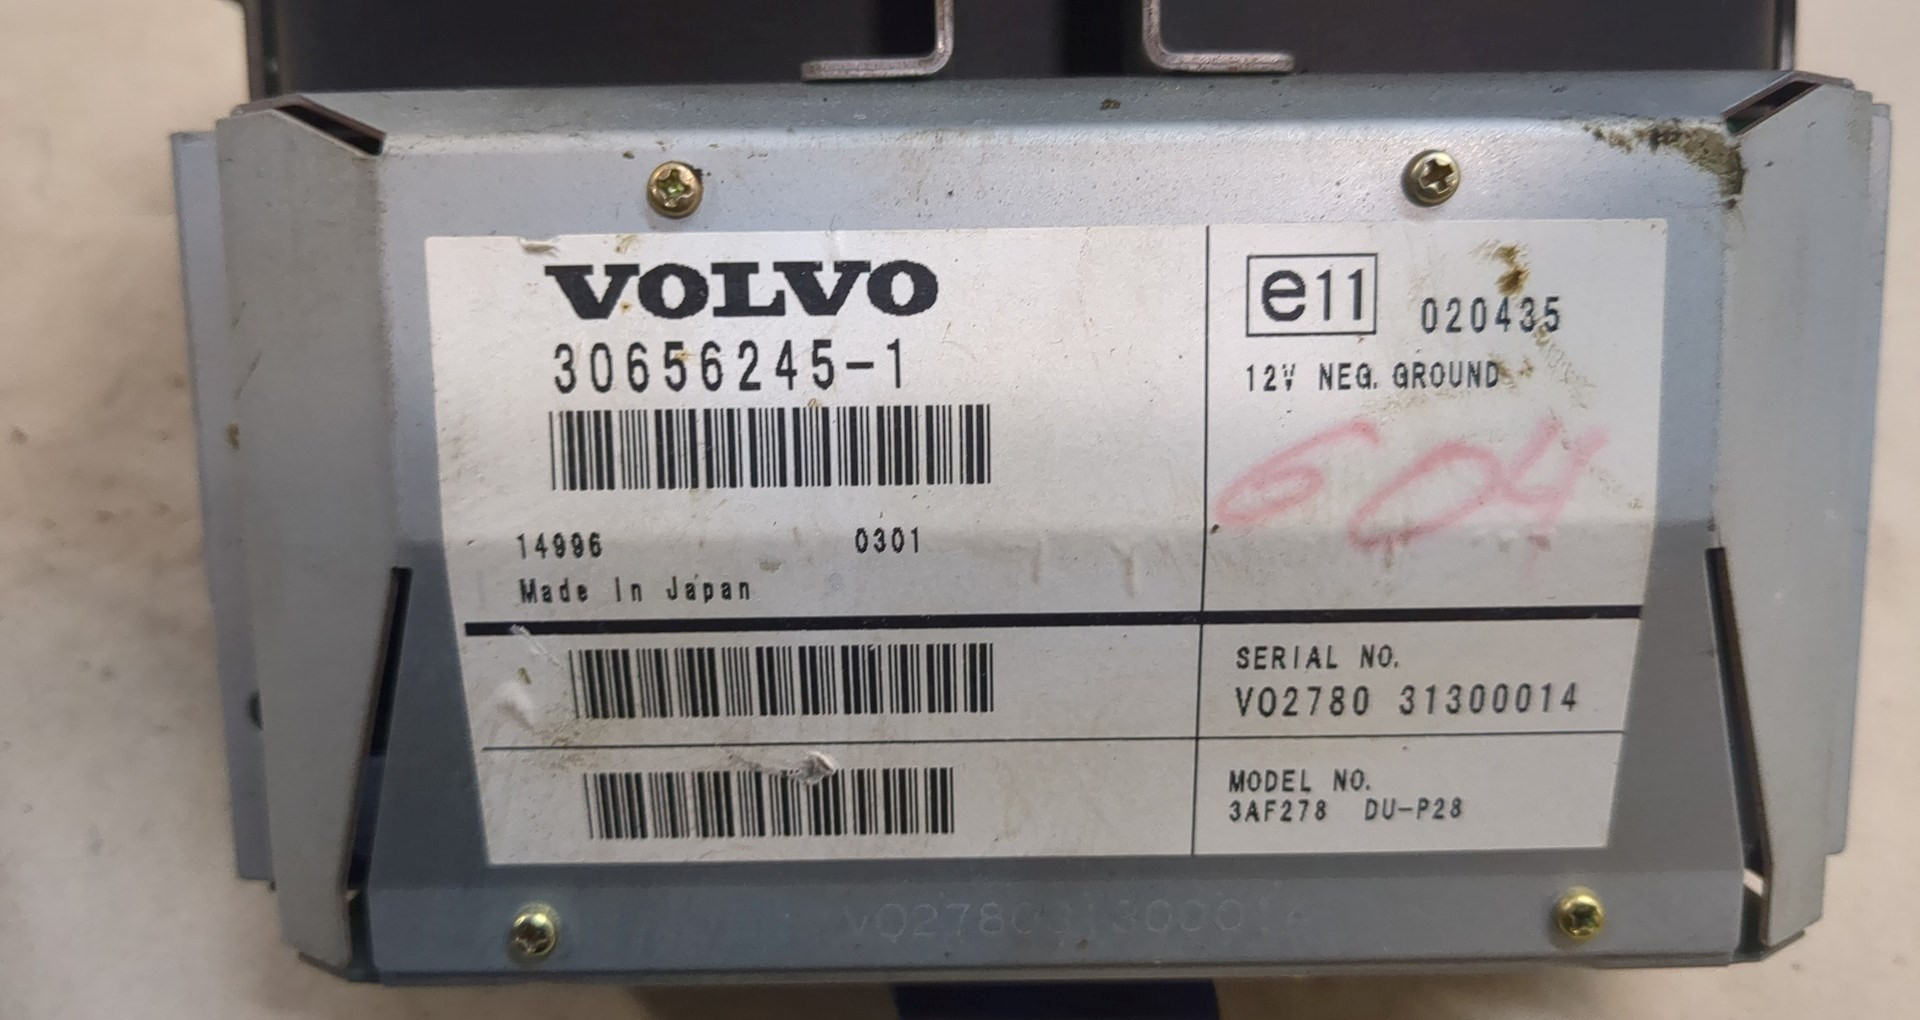 VOLVO
30656245-1
14996 0301
Made In Japan
e11 020435
12V NEG. GROUND
604
SERIAL NO.
VO2780 31300014
MODEL NO.
3AF278 DU-P28
VO278031300014